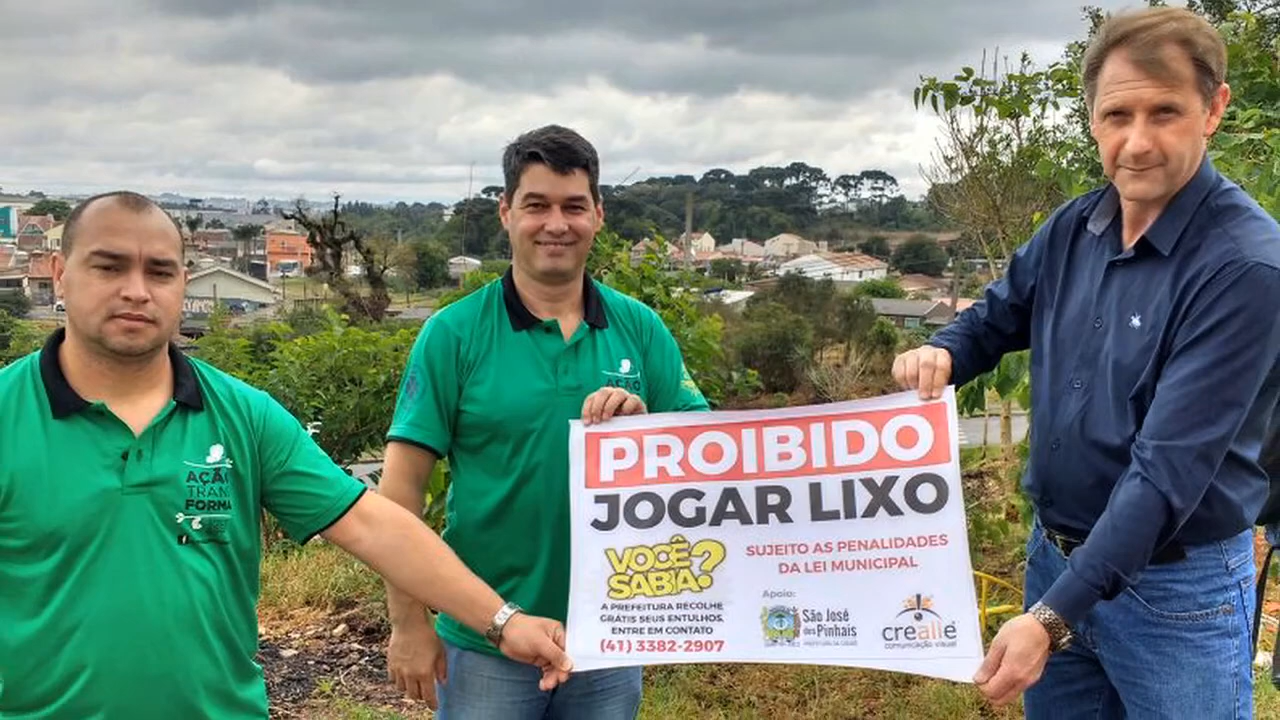 AÇÃO
TRANS
FORMA
AÇÃO
PROIBIDO
JOGAR LIXO
VOCÊ
SABIA?
A PREFEITURA RECOLHE
GRÁTIS SEUS ENTULHOS,
ENTRE EM CONTATO
(41) 3382-2907
SUJEITO AS PENALIDADES
DA LEI MUNICIPAL
Apoio:
São José
dos Pinhais
crealle
comunicação visual